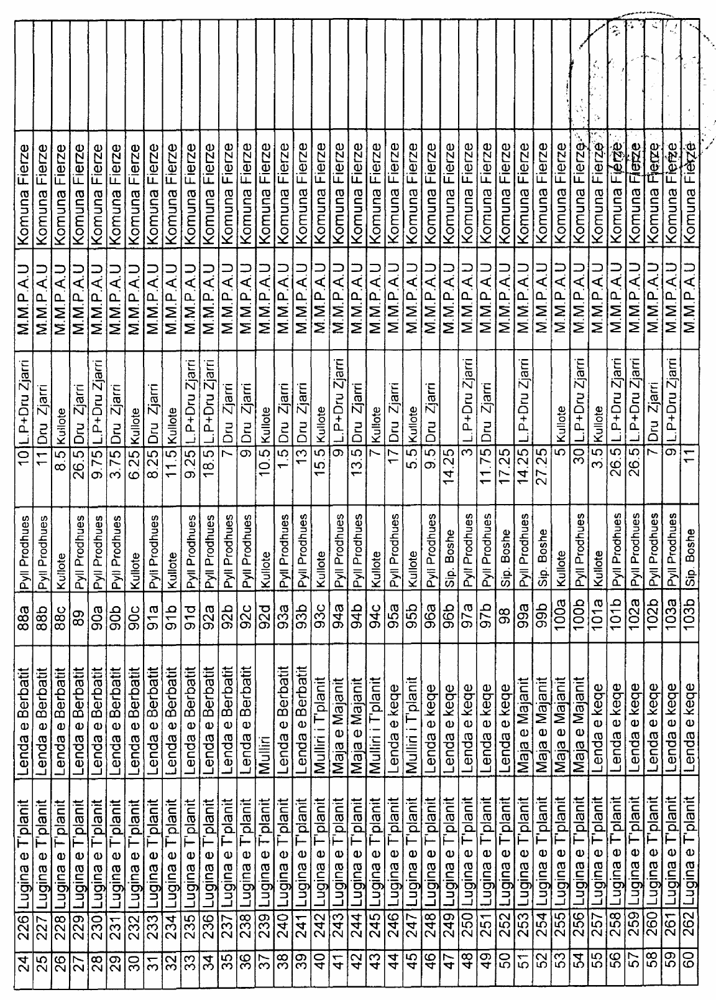 24 226 Lugina e T'planit Lenda e Berbatit 88a Pyll Prodhues 10 L.P+Dru Zjarri M.M.P.A.U Komuna Fierze
25 227 Lugina e T'planit Lenda e Berbatit 88b Pyll Prodhues 11 Dru Zjarri M.M.P.A.U Komuna Fierze
26 228 Lugina e T'planit Lenda e Berbatit 88c Kullote 8.5 Kullote M.M.P.A.U Komuna Fierze
27 229 Lugina e T'planit Lenda e Berbatit 89 Pyll Prodhues 26.5 Dru Zjarri M.M.P.A.U Komuna Fierze
28 230 Lugina e T'planit Lenda e Berbatit 90a Pyll Prodhues 9.75 L.P+Dru Zjarri M.M.P.A.U Komuna Fierze
29 231 Lugina e T'planit Lenda e Berbatit 90b Pyll Prodhues 3.75 Dru Zjarri M.M.P.A.U Komuna Fierze
30 232 Lugina e T'planit Lenda e Berbatit 90c Kullote 6.25 Kullote M.M.P.A.U Komuna Fierze
31 233 Lugina e T'planit Lenda e Berbatit 91a Pyll Prodhues 8.25 Dru Zjarri M.M.P.A.U Komuna Fierze
32 234 Lugina e T'planit Lenda e Berbatit 91b Kullote 11.5 Kullote M.M.P.A.U Komuna Fierze
33 235 Lugina e T'planit Lenda e Berbatit 91d Pyll Prodhues 9.25 L.P+Dru Zjarri M.M.P.A.U Komuna Fierze
34 236 Lugina e T'planit Lenda e Berbatit 92a Pyll Prodhues 18.5 L.P+Dru Zjarri M.M.P.A.U Komuna Fierze
35 237 Lugina e T'planit Lenda e Berbatit 92b Pyll Prodhues 7 Dru Zjarri M.M.P.A.U Komuna Fierze
36 238 Lugina e T'planit Lenda e Berbatit 92c Pyll Prodhues 9 Dru Zjarri M.M.P.A.U Komuna Fierze
37 239 Lugina e T'planit Mulliri 92d Kullote 10.5 Kullote M.M.P.A.U Komuna Fierze
38 240 Lugina e T'planit Lenda e Berbatit 93a Pyll Prodhues 1.5 Dru Zjarri M.M.P.A.U Komuna Fierze
39 241 Lugina e T'planit Lenda e Berbatit 93b Pyll Prodhues 13 Dru Zjarri M.M.P.A.U Komuna Fierze
40 242 Lugina e T'planit Mulliri i T'planit 93c Kullote 15.5 Kullote M.M.P.A.U Komuna Fierze
41 243 Lugina e T'planit Maja e Majanit 94a Pyll Prodhues 9 L.P+Dru Zjarri M.M.P.A.U Komuna Fierze
42 244 Lugina e T'planit Maja e Majanit 94b Pyll Prodhues 13.5 Dru Zjarri M.M.P.A.U Komuna Fierze
43 245 Lugina e T'planit Mulliri i T'planit 94c Kullote 7 Kullote M.M.P.A.U Komuna Fierze
44 246 Lugina e T'planit Lenda e keqe 95a Pyll Prodhues 17 Dru Zjarri M.M.P.A.U Komuna Fierze
45 247 Lugina e T'planit Mulliri i T'planit 95b Kullote 5.5 Kullote M.M.P.A.U Komuna Fierze
46 248 Lugina e T'planit Lenda e keqe 96a Pyll Prodhues 9.5 Dru Zjarri M.M.P.A.U Komuna Fierze
47 249 Lugina e T'planit Lenda e keqe 96b Sip. Boshe 14.25 M.M.P.A.U Komuna Fierze
48 250 Lugina e T'planit Lenda e keqe 97a Pyll Prodhues 3 L.P+Dru Zjarri M.M.P.A.U Komuna Fierze
49 251 Lugina e T'planit Lenda e keqe 97b Pyll Prodhues 11.75 Dru Zjarri M.M.P.A.U Komuna Fierze
50 252 Lugina e T'planit Lenda e keqe 98 Sip. Boshe 17.25 M.M.P.A.U Komuna Fierze
51 253 Lugina e T'planit Maja e Majanit 99a Pyll Prodhues 14.25 L.P+Dru Zjarri M.M.P.A.U Komuna Fierze
52 254 Lugina e T'planit Maja e Majanit 99b Sip. Boshe 27.25 M.M.P.A.U Komuna Fierze
53 255 Lugina e T'planit Maja e Majanit 100a Kullote 5 Kullote M.M.P.A.U Komuna Fierze
54 256 Lugina e T'planit Maja e Majanit 100b Pyll Prodhues 30 L.P+Dru Zjarri M.M.P.A.U Komuna Fierze
55 257 Lugina e T'planit Lenda e keqe 101a Kullote 3.5 Kullote M.M.P.A.U Komuna Fierze
56 258 Lugina e T'planit Lenda e keqe 101b Pyll Prodhues 26.5 L.P+Dru Zjarri M.M.P.A.U Komuna Fierze
57 259 Lugina e T'planit Lenda e keqe 102a Pyll Prodhues 26.5 L.P+Dru Zjarri M.M.P.A.U Komuna Fierze
58 260 Lugina e T'planit Lenda e keqe 102b Pyll Prodhues 7 Dru Zjarri M.M.P.A.U Komuna Fierze
59 261 Lugina e T'planit Lenda e keqe 103a Pyll Prodhues 9 L.P+Dru Zjarri M.M.P.A.U Komuna Fierze
60 262 Lugina e T'planit Lenda e keqe 103b Sip. Boshe 11 M.M.P.A.U Komuna Fierze